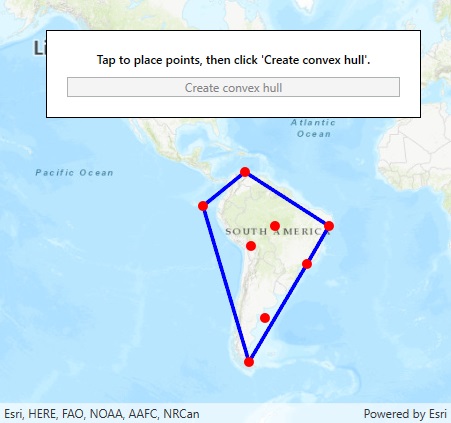 Li
Tap to place points, then click 'Create convex hull'.
Create convex hull
Atlantic
Ocean
Pacific Ocean
SOUTH AMERICA
Esri, HERE, FAO, NOAA, AAFC, NRCan
Powered by Esri